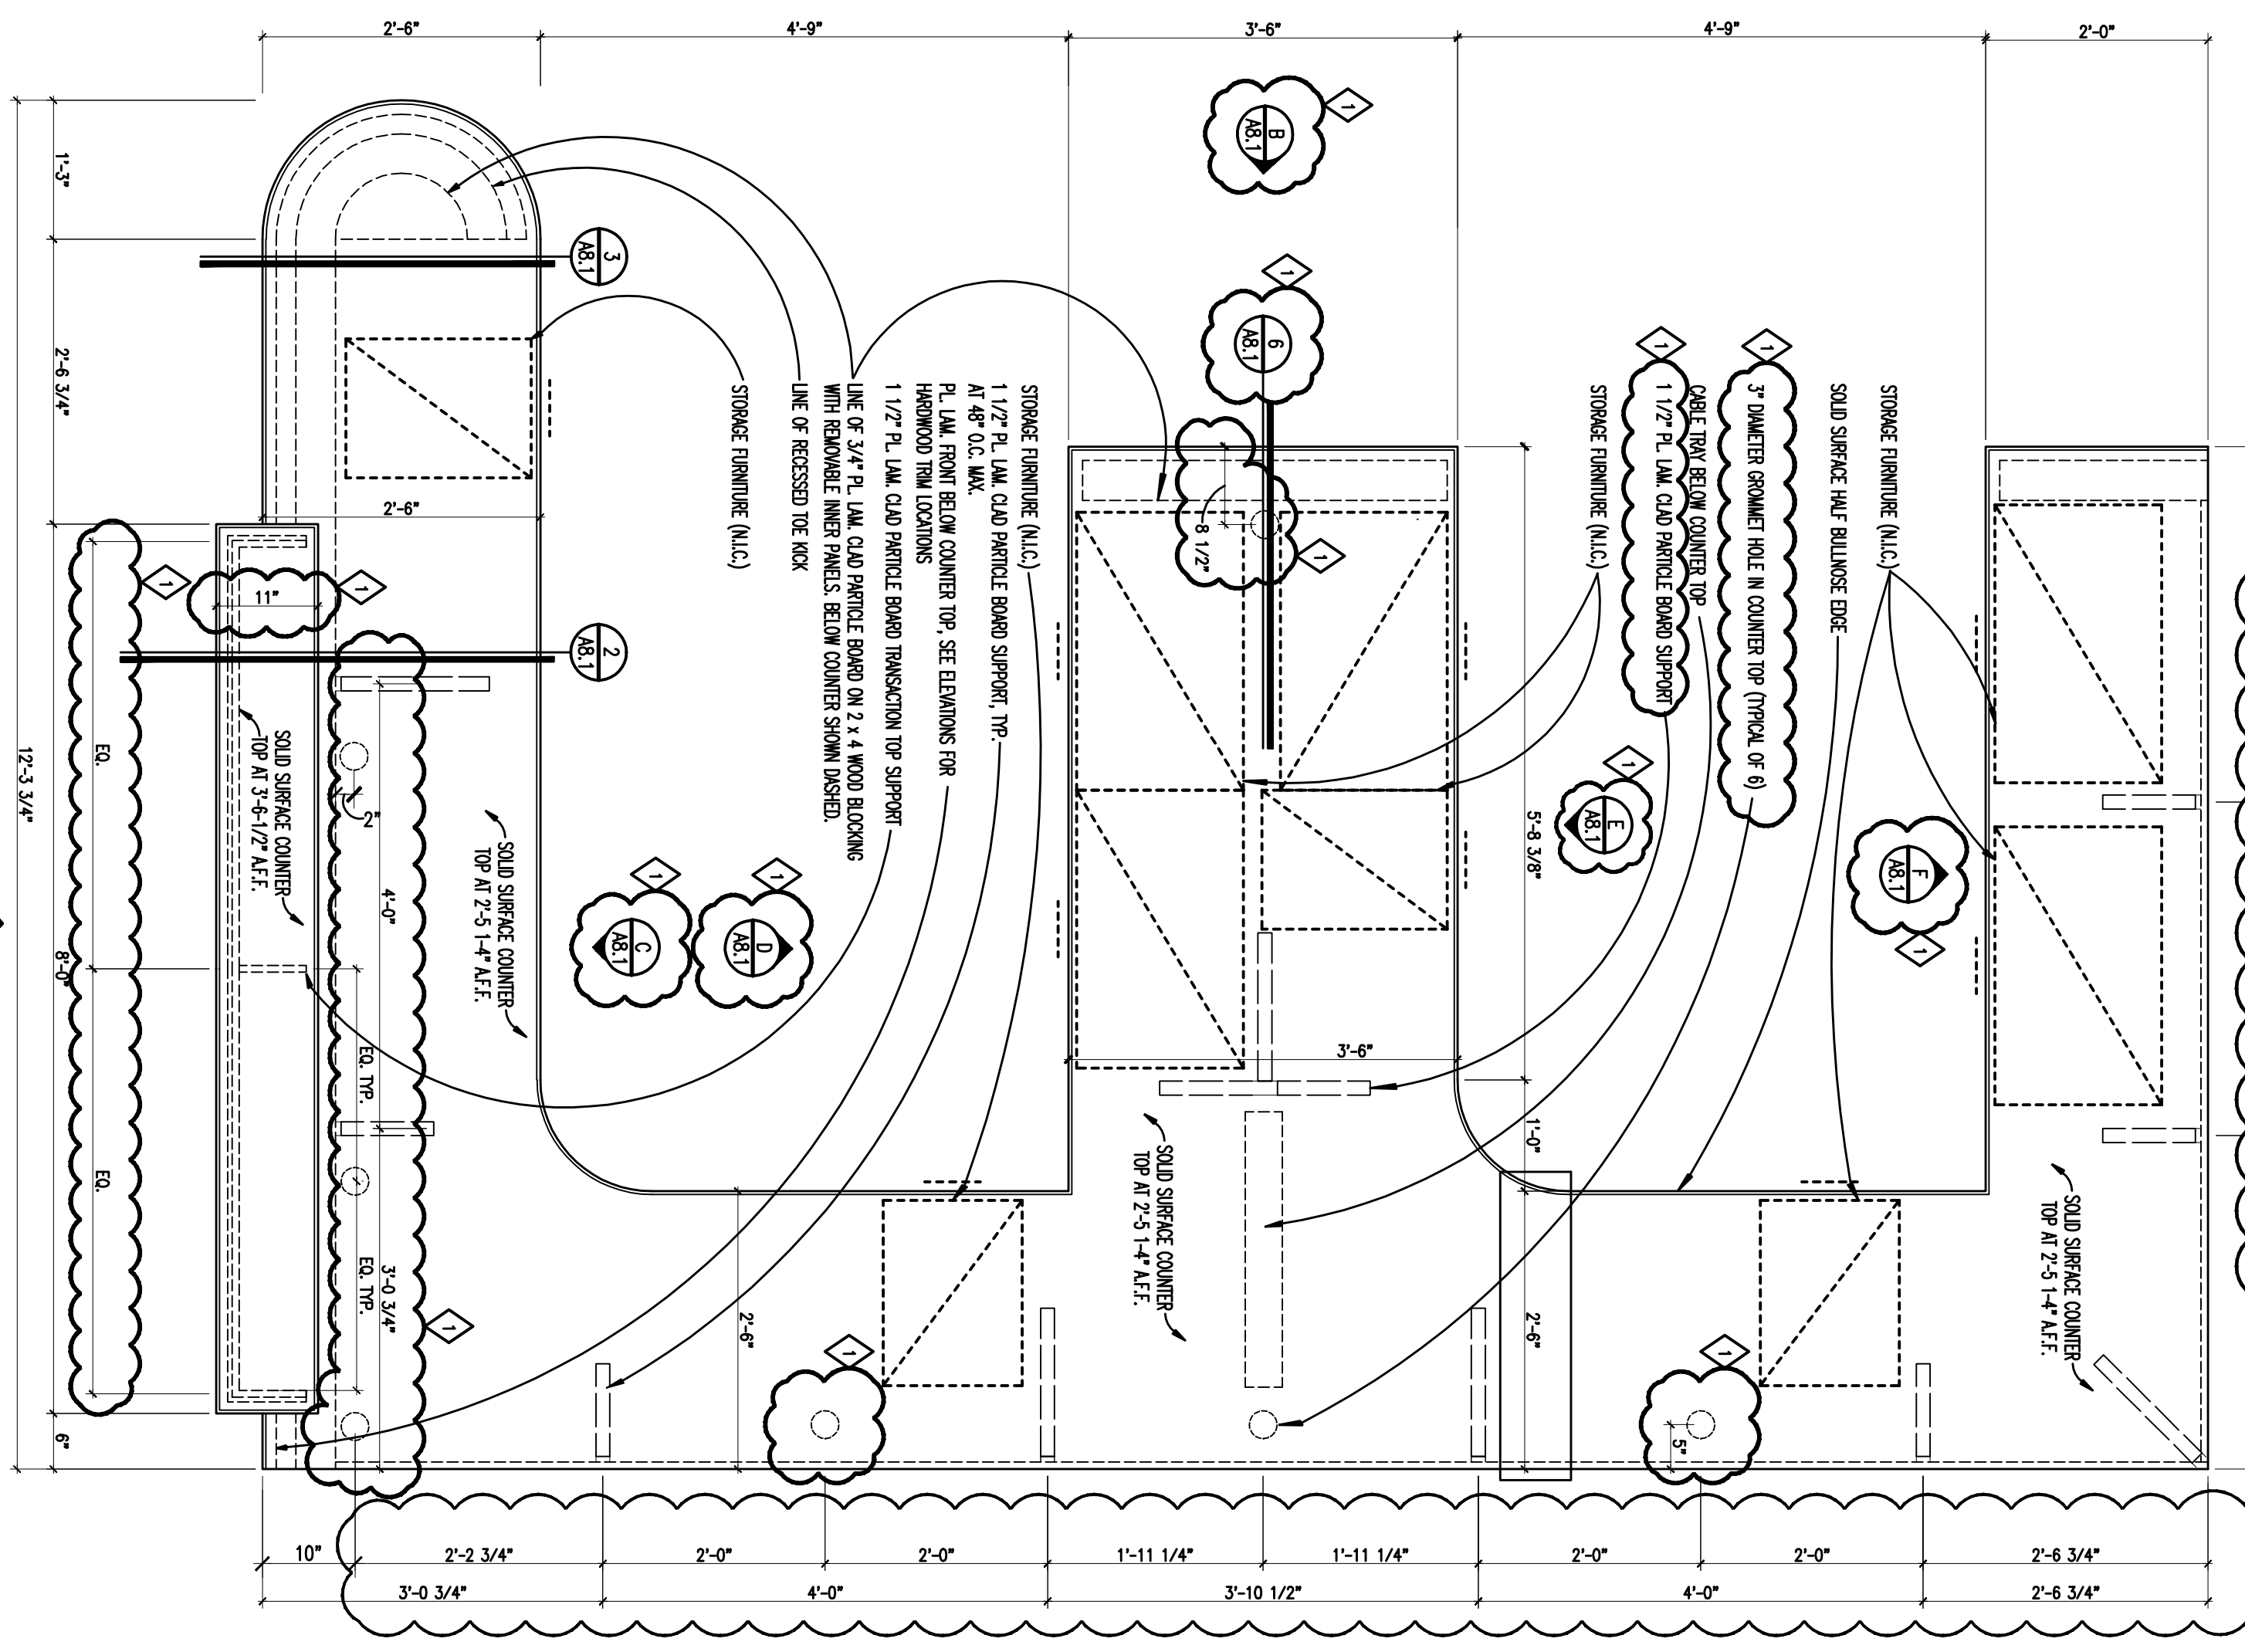 2'-6"
4'-9"
3'-6"
4'-9"
2'-0"
B
A8.1
1
1'-3"
2'-6 3/4"
12'-3 3/4"
8'-0"
6"
3
A8.1
2
A8.1
6
A8.1
1
8 1/2"
1
2'-6"
11"
1
1
EQ.
EQ.
SOLID SURFACE COUNTER
TOP AT 3'-6-1/2" A.F.F.
2"
4'-0"
EQ. TYP.
EQ. TYP.
3'-0 3/4"
1
SOLID SURFACE COUNTER
TOP AT 2'-5 1-4" A.F.F.
STORAGE FURNITURE (N.I.C.)
LINE OF RECESSED TOE KICK
LINE OF 3/4" PL. LAM. CLAD PARTICLE BOARD ON 2 x 4 WOOD BLOCKING
WITH REMOVABLE INNER PANELS. BELOW COUNTER SHOWN DASHED.
1 1/2" PL. LAM. CLAD PARTICLE BOARD TRANSACTION TOP SUPPORT
PL. LAM. FRONT BELOW COUNTER TOP, SEE ELEVATIONS FOR
HARDWOOD TRIM LOCATIONS
1 1/2" PL. LAM. CLAD PARTICLE BOARD SUPPORT, TYP.
AT 48" O.C. MAX.
STORAGE FURNITURE (N.I.C.)
C
A8.1
1
D
A8.1
1
STORAGE FURNITURE (N.I.C.)
1 1/2" PL. LAM. CLAD PARTICLE BOARD SUPPORT
1
CABLE TRAY BELOW COUNTER TOP
3" DIAMETER GROMMET HOLE IN COUNTER TOP (TYPICAL OF 6)
1
SOLID SURFACE HALF BULLNOSE EDGE
STORAGE FURNITURE (N.I.C.)
E
A8.1
1
F
A8.1
1
5'-8 3/8"
1'-0"
2'-6"
3'-6"
2'-6"
SOLID SURFACE COUNTER
TOP AT 2'-5 1-4" A.F.F.
SOLID SURFACE COUNTER
TOP AT 2'-5 1-4" A.F.F.
1
1
5"
10"
2'-2 3/4"
2'-0"
2'-0"
1'-11 1/4"
1'-11 1/4"
2'-0"
2'-0"
2'-6 3/4"
3'-0 3/4"
4'-0"
3'-10 1/2"
4'-0"
2'-6 3/4"